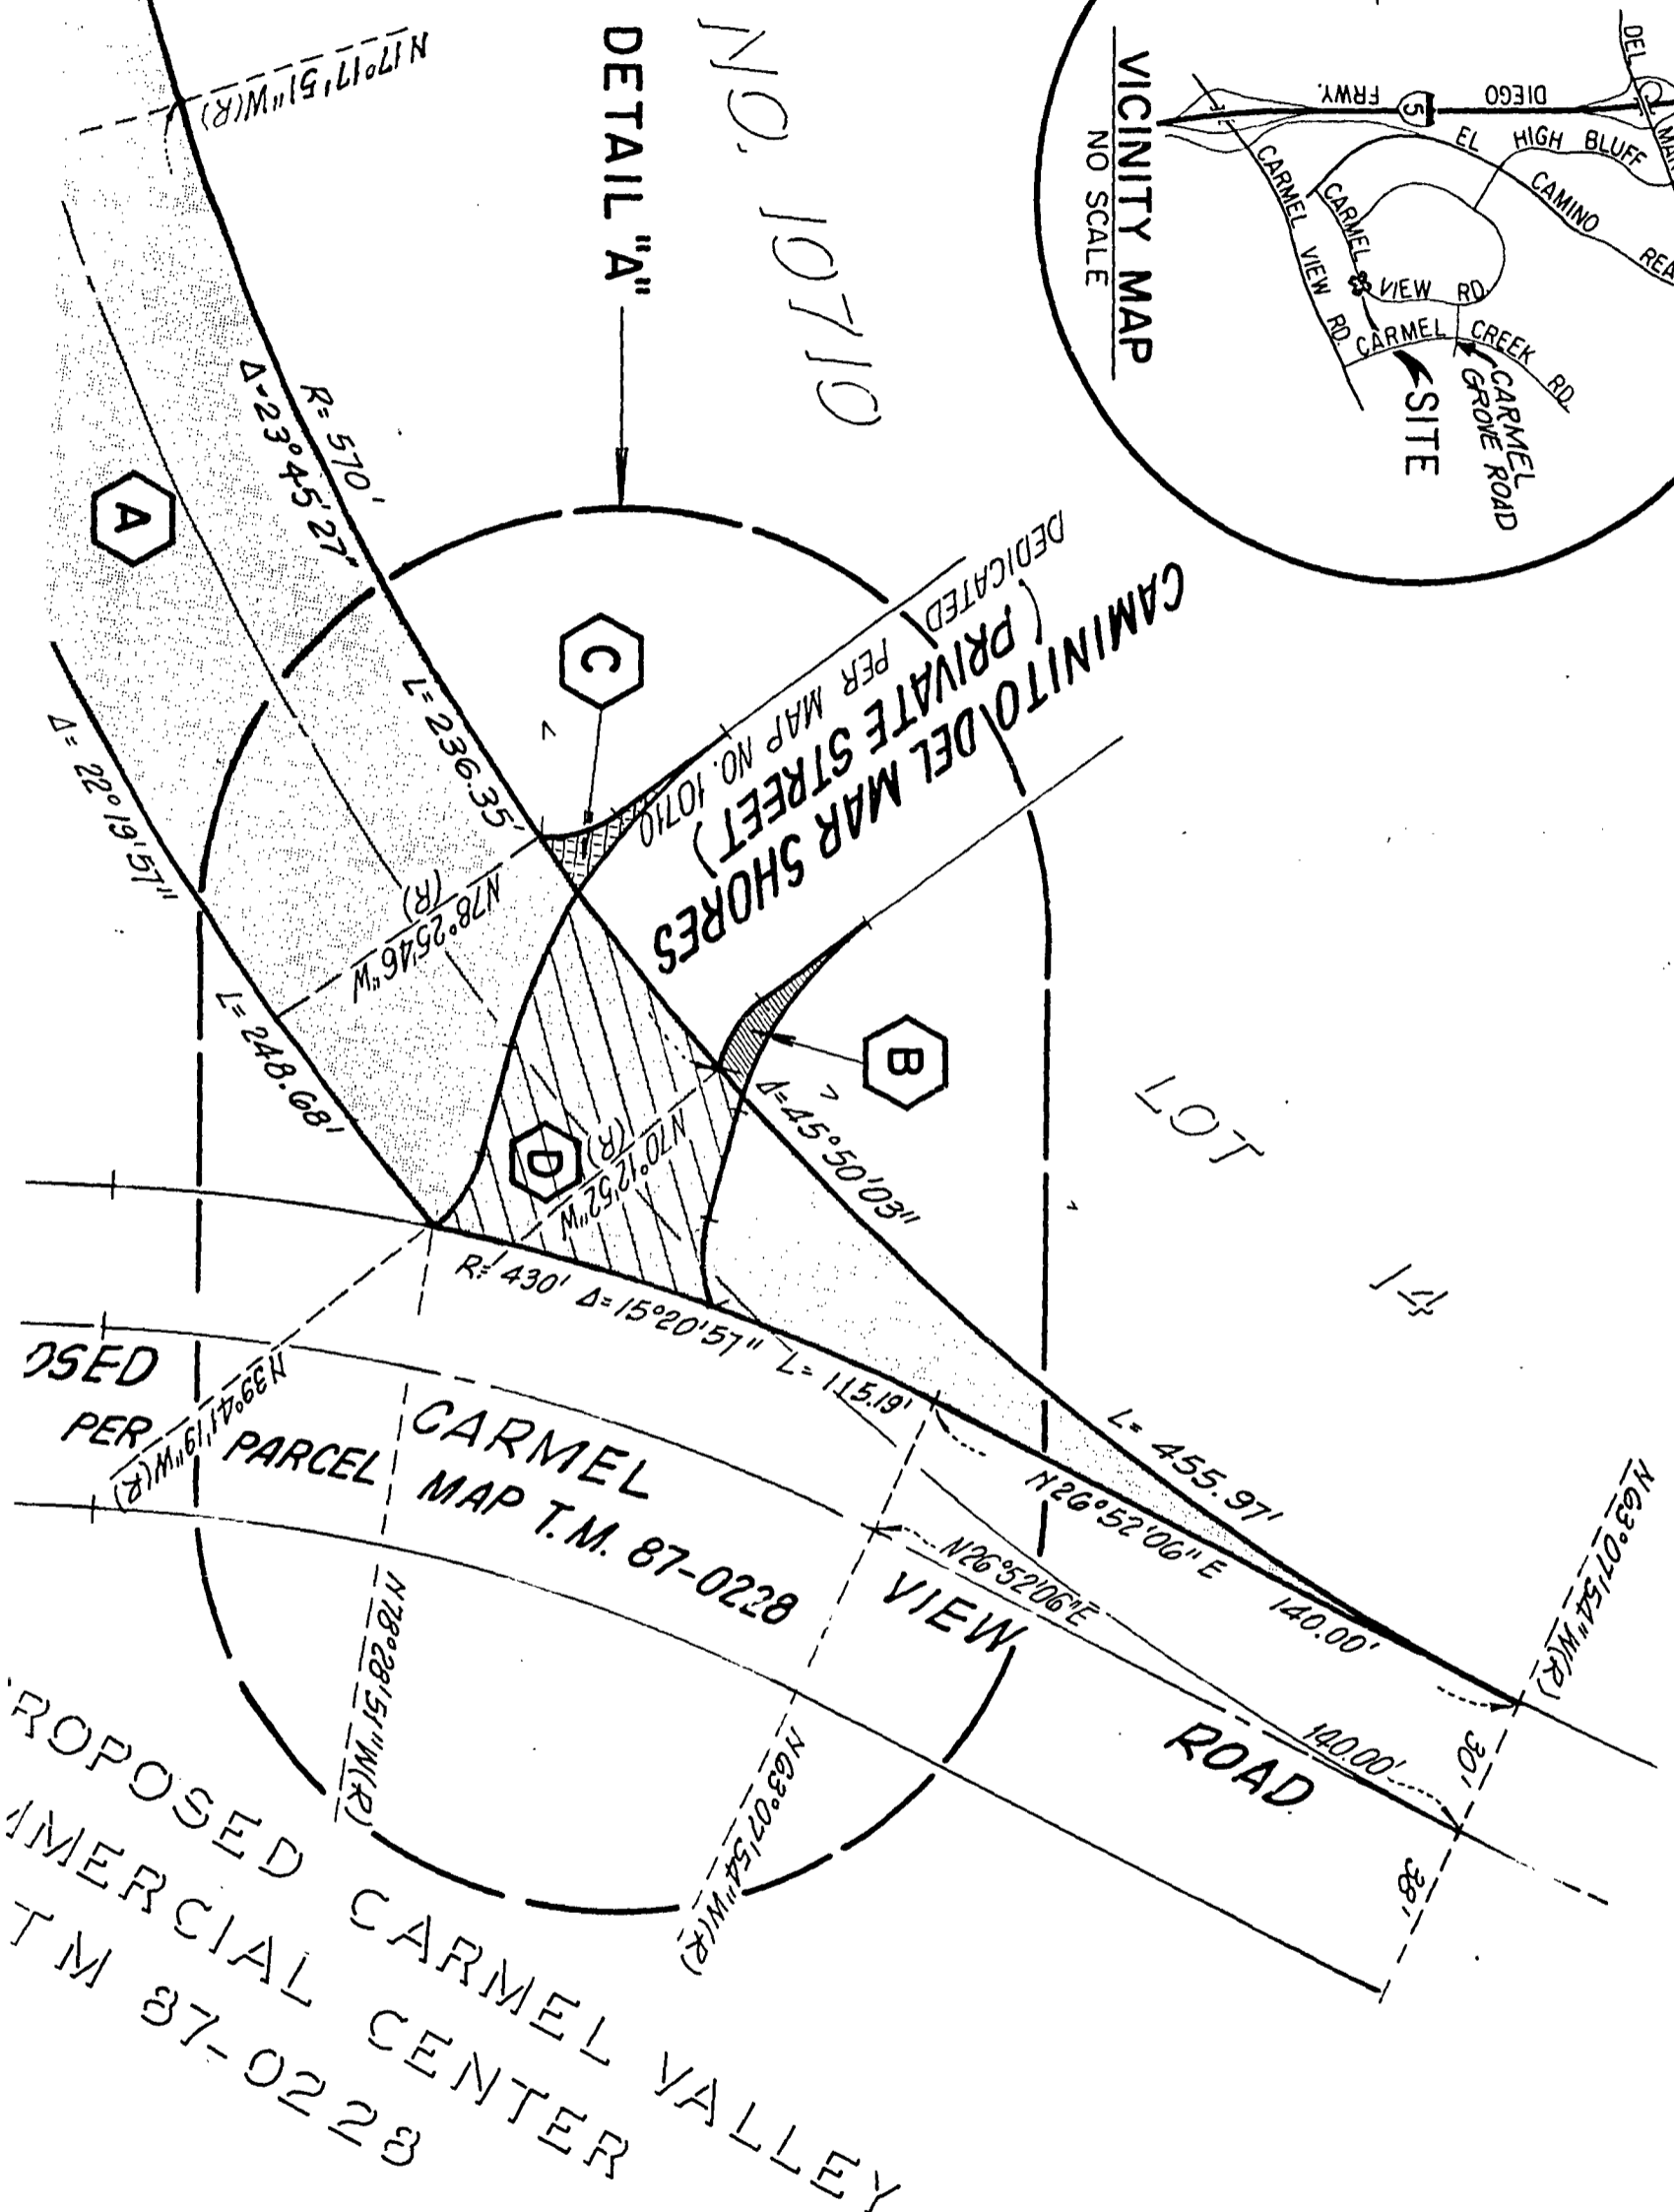 VICINITY MAP
NO SCALE
DEL
DIEGO
FRWY.
5
EL
CAMINO
HIGH BLUFF
CARMEL VIEW RD.
CARMEL
VIEW RD.
CARMEL CREEK RD.
CARMEL
GROVE ROAD
SITE
NO. 10710
DETAIL "A"
N17°17'51"W(R)
R=570'
Δ=23°45'27"
L=236.35'
A
Δ=22°19'57"
L=248.68'
C
DEDICATED PER MAP NO. 10710
CAMINITO DEL MAR SHORES
(PRIVATE STREET)
N78°25'46"W
(R)
B
D
N70°12'52"W
(R)
Δ=45°50'03"
L=455.97'
LOT 14
R=430' Δ=15°20'57" L=115.19'
N26°52'06"E 140.00'
N26°52'06"E
140.00'
N63°07'54"W(R)
30'
38'
N39°41'19"W(R)
N78°28'51"W(R)
N63°07'54"W(R)
CARMEL VIEW ROAD
OSED
PER PARCEL MAP T.M. 87-0228
ROPOSED CARMEL VALLEY
MMERCIAL CENTER
TM 87-0228